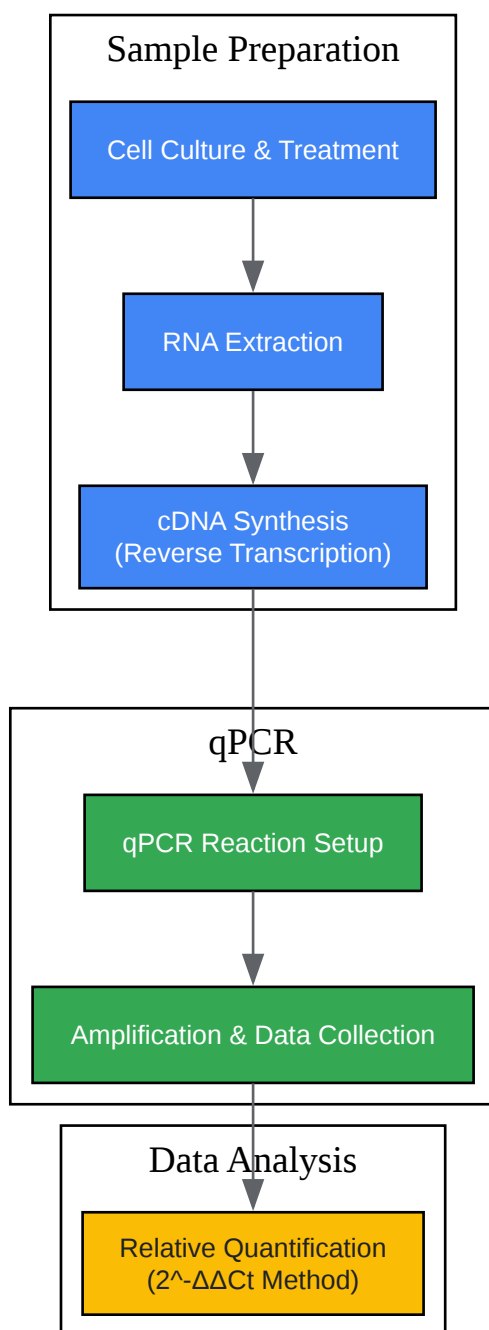 Sample Preparation
Cell Culture & Treatment
RNA Extraction
cDNA Synthesis
(Reverse Transcription)
qPCR
qPCR Reaction Setup
Amplification & Data Collection
Data Analysis
Relative Quantification
(2^-ΔΔCt Method)